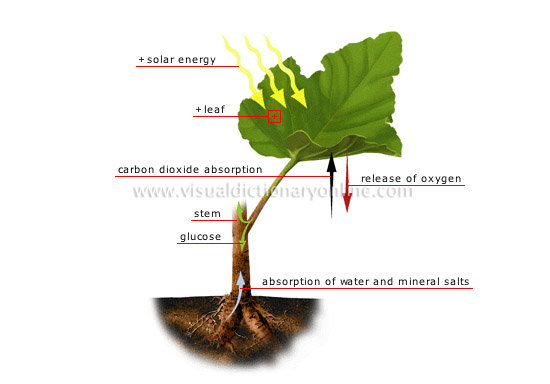 + solar energy
+ leaf
carbon dioxide absorption
release of oxygen
www.visualdictionaryonline.com
stem
glucose
absorption of water and mineral salts